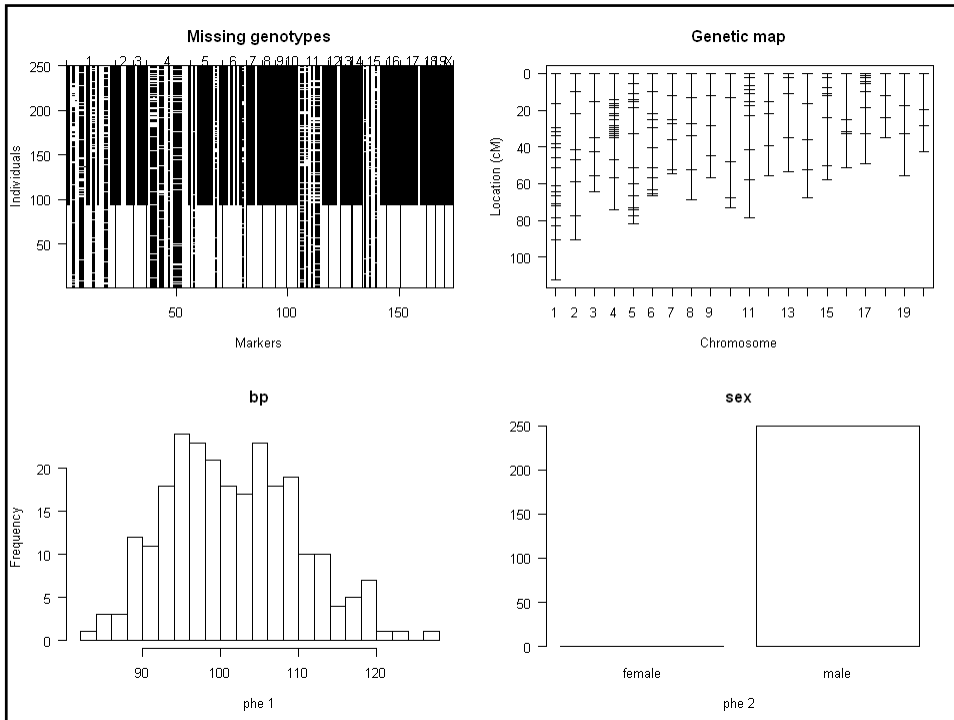 Missing genotypes
1 2 3 4 5 6 7 8 9 10 11 12 13 14 15 16 17 18 19 X
250
200
150
100
50
Individuals
50 100 150
Markers
Genetic map
0
20
40
60
80
100
Location (cM)
1 2 3 4 5 6 7 8 9 11 13 15 17 19
Chromosome
bp
20
15
10
5
0
Frequency
90 100 110 120
phe 1
sex
250
200
150
100
50
0
female male
phe 2